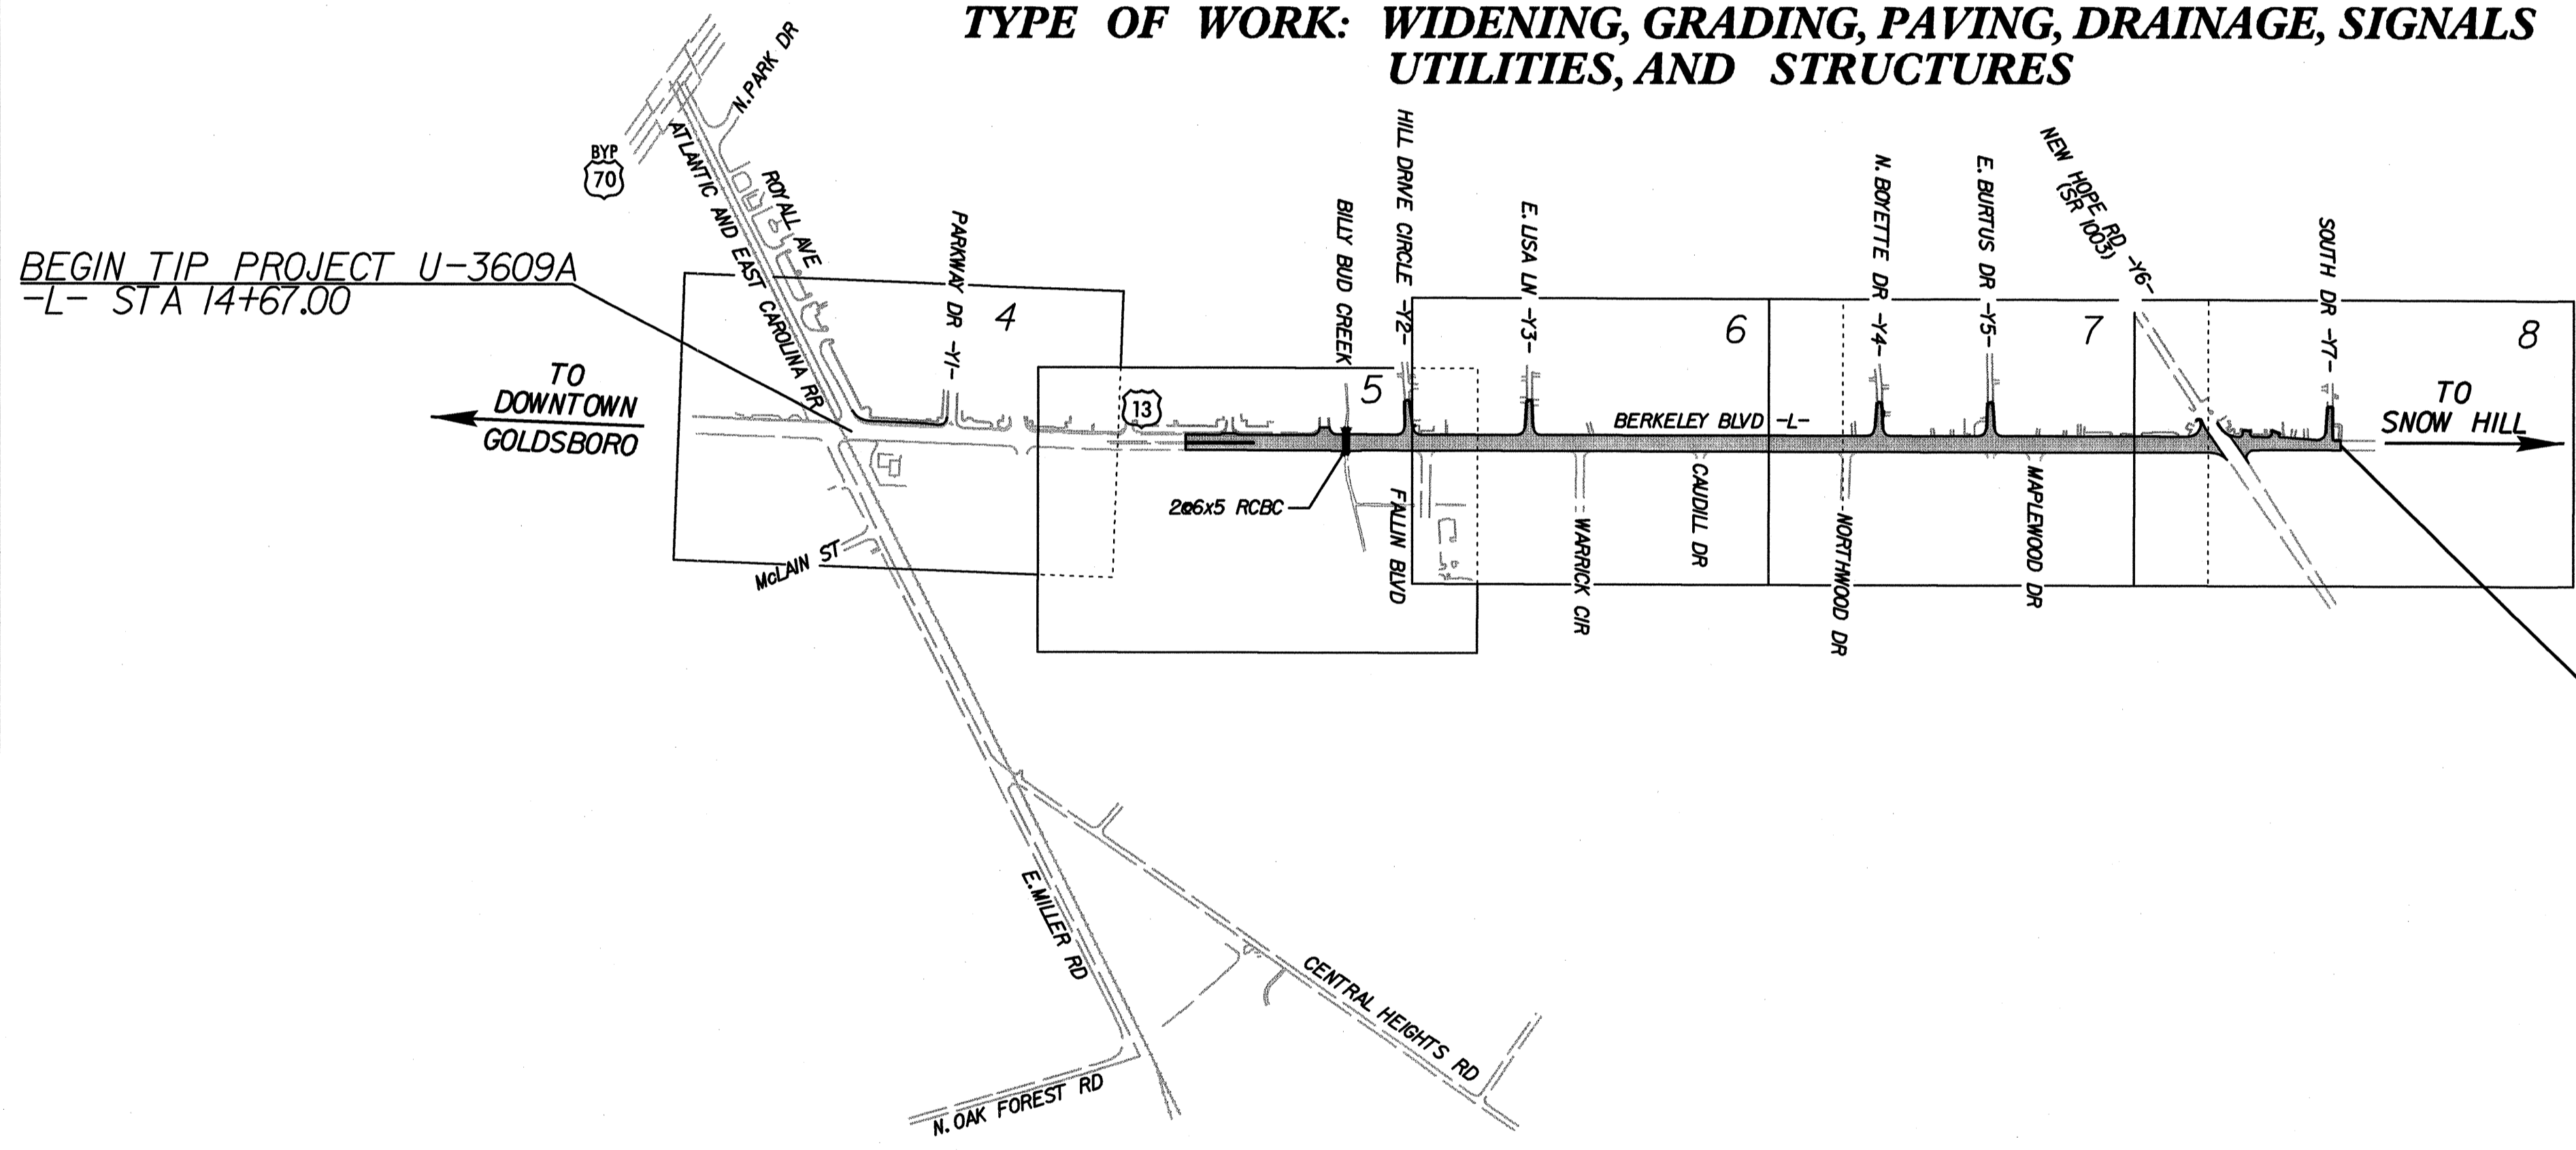 TYPE OF WORK: WIDENING, GRADING, PAVING, DRAINAGE, SIGNALS
UTILITIES, AND STRUCTURES
N. PARK DR
BYP
70
ATLANTIC AND EAST CAROLINA RR
ROYALL AVE
BEGIN TIP PROJECT U-3609A
-L- STA 14+67.00
TO
DOWNTOWN
GOLDSBORO
PARKWAY DR -Y1-
4
13
BILLY BUD CREEK
5
HILL DRIVE CIRCLE -Y2-
E. LISA LN -Y3-
6
BERKELEY BLVD -L-
N. BOYETTE DR -Y4-
E. BURTUS DR -Y5-
7
NEW HOPE RD -Y6-
(SR 1003)
SOUTH DR -Y7-
8
TO
SNOW HILL
2@6x5 RCBC
FALLIN BLVD
WARRICK CIR
CAUDILL DR
NORTHWOOD DR
MAPLEWOOD DR
McLAIN ST
E. MILLER RD
CENTRAL HEIGHTS RD
N. OAK FOREST RD